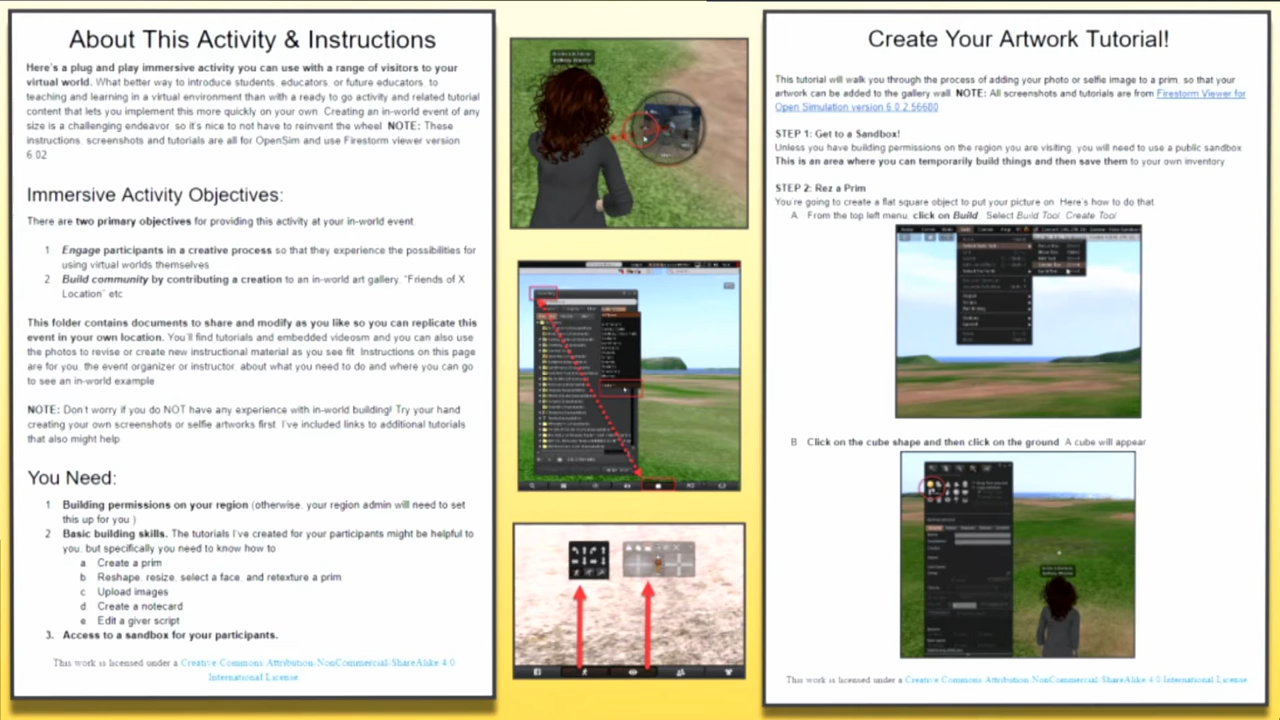 About This Activity & Instructions
Here's a plug and play immersive activity you can use with a range of visitors to your
virtual world. What better way to introduce students, educators, or future educators, to
teaching and learning in a virtual environment than with a ready to go activity and related tutorial
content that lets you implement this more quickly on your own. Creating an in-world event of any
size is a challenging endeavor, so it's nice to not have to reinvent the wheel. NOTE: These
instructions, screenshots and tutorials are all for OpenSim and use Firestorm viewer version
6.02
Immersive Activity Objectives:
There are two primary objectives for providing this activity at your in-world event
1 Engage participants in a creative process so that they experience the possibilities for
using virtual worlds themselves
2 Build community by contributing a creation to an in-world art gallery, "Friends of X
Location" etc
This folder contains documents to share and modify as you like so you can replicate this
event in your own location. You'll find tutorials and embedded videosm and you can also use
the photos to revise or create new instructional material as you see fit. Instructions on this page
are for you, the event organizer or instructor, about what you need to do and where you can go
to see an in-world example
NOTE: Don't worry if you do NOT have any experience with in-world building! Try your hand
creating your own screenshots or selfie artworks first. I've included links to additional tutorials
that also might help
You Need:
1 Building permissions on your region (otherwise, your region admin will need to set
this up for you.)
2 Basic building skills. The tutorials I've created for your participants might be helpful to
you, but specifically you need to know how to
a Create a prim
b Reshape, resize, select a face, and retexture a prim
c Upload images
d Create a notecard
e Edit a giver script
3. Access to a sandbox for your participants.
This work is licensed under a Creative Commons Attribution-NonCommercial-ShareAlike 4.0
International License
Create Your Artwork Tutorial!
This tutorial will walk you through the process of adding your photo or selfie image to a prim, so that your
artwork can be added to the gallery wall. NOTE: All screenshots and tutorials are from Firestorm Viewer for
Open Simulation version 6.0.2.56680
STEP 1: Get to a Sandbox!
Unless you have building permissions on the region you are visiting, you will need to use a public sandbox
This is an area where you can temporarily build things and then save them to your own inventory
STEP 2: Rez a Prim
You're going to create a flat square object to put your picture on. Here's how to do that
A From the top left menu, click on Build Select Build Tool Create Tool
B Click on the cube shape and then click on the ground A cube will appear
This work is licensed under a Creative Commons Attribution-NonCommercial-ShareAlike 4.0 International License